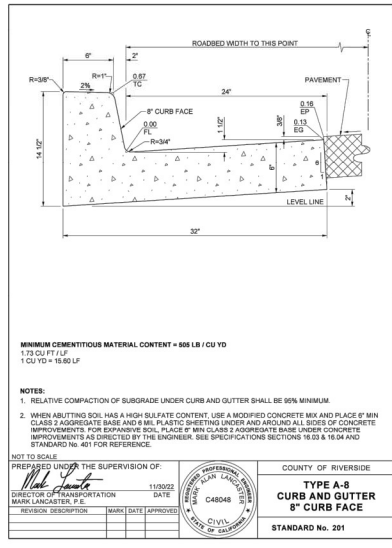 ℄
ROADBED WIDTH TO THIS POINT
6"
2"
R=3/8"
R=1"
0.67
TC
2%
24"
PAVEMENT
8" CURB FACE
0.16
EP
0.00
FL
0.13
EG
3/8"
1 1/2"
R=3/4"
14 1/2"
6"
8
1
LEVEL LINE
2"
32"
MINIMUM CEMENTITIOUS MATERIAL CONTENT = 505 LB / CU YD
1.73 CU FT / LF
1 CU YD = 15.60 LF
NOTES:
1. RELATIVE COMPACTION OF SUBGRADE UNDER CURB AND GUTTER SHALL BE 95% MINIMUM.
2. WHEN ABUTTING SOIL HAS A HIGH SULFATE CONTENT, USE A MODIFIED CONCRETE MIX AND PLACE 6" MIN
CLASS 2 AGGREGATE BASE AND 6 MIL PLASTIC SHEETING UNDER AND AROUND ALL SIDES OF CONCRETE
IMPROVEMENTS. FOR EXPANSIVE SOIL, PLACE 6" MIN CLASS 2 AGGREGATE BASE UNDER CONCRETE
IMPROVEMENTS AS DIRECTED BY THE ENGINEER. SEE SPECIFICATIONS SECTIONS 16.03 & 16.04 AND
STANDARD No. 401 FOR REFERENCE.
NOT TO SCALE
PREPARED UNDER THE SUPERVISION OF:
Mark Lancaster
11/30/22
DIRECTOR OF TRANSPORTATION DATE
MARK LANCASTER, P.E.
REVISION DESCRIPTION MARK DATE APPROVED
REGISTERED PROFESSIONAL ENGINEER
MARK ALAN LANCASTER
C48048
CIVIL
STATE OF CALIFORNIA
COUNTY OF RIVERSIDE
TYPE A-8
CURB AND GUTTER
8" CURB FACE
STANDARD No. 201